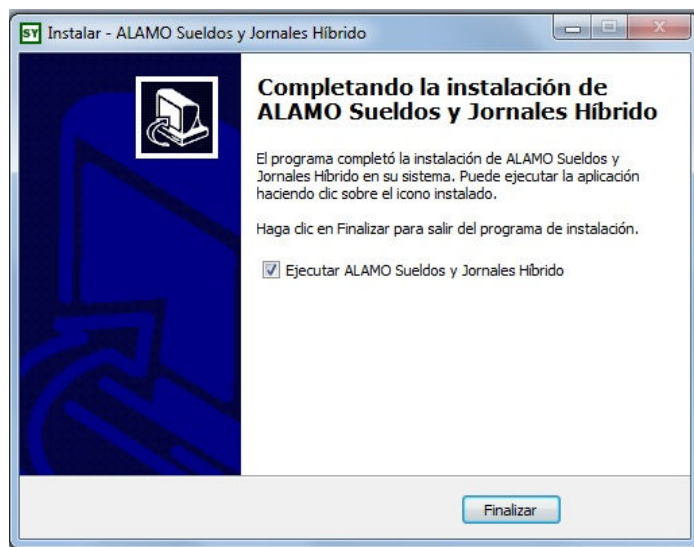 SY Instalar - ALAMO Sueldos y Jornales Híbrido
Completando la instalación de
ALAMO Sueldos y Jornales Híbrido
El programa completó la instalación de ALAMO Sueldos y
Jornales Híbrido en su sistema. Puede ejecutar la aplicación
haciendo clic sobre el icono instalado.
Haga clic en Finalizar para salir del programa de instalación.
Ejecutar ALAMO Sueldos y Jornales Híbrido
Finalizar